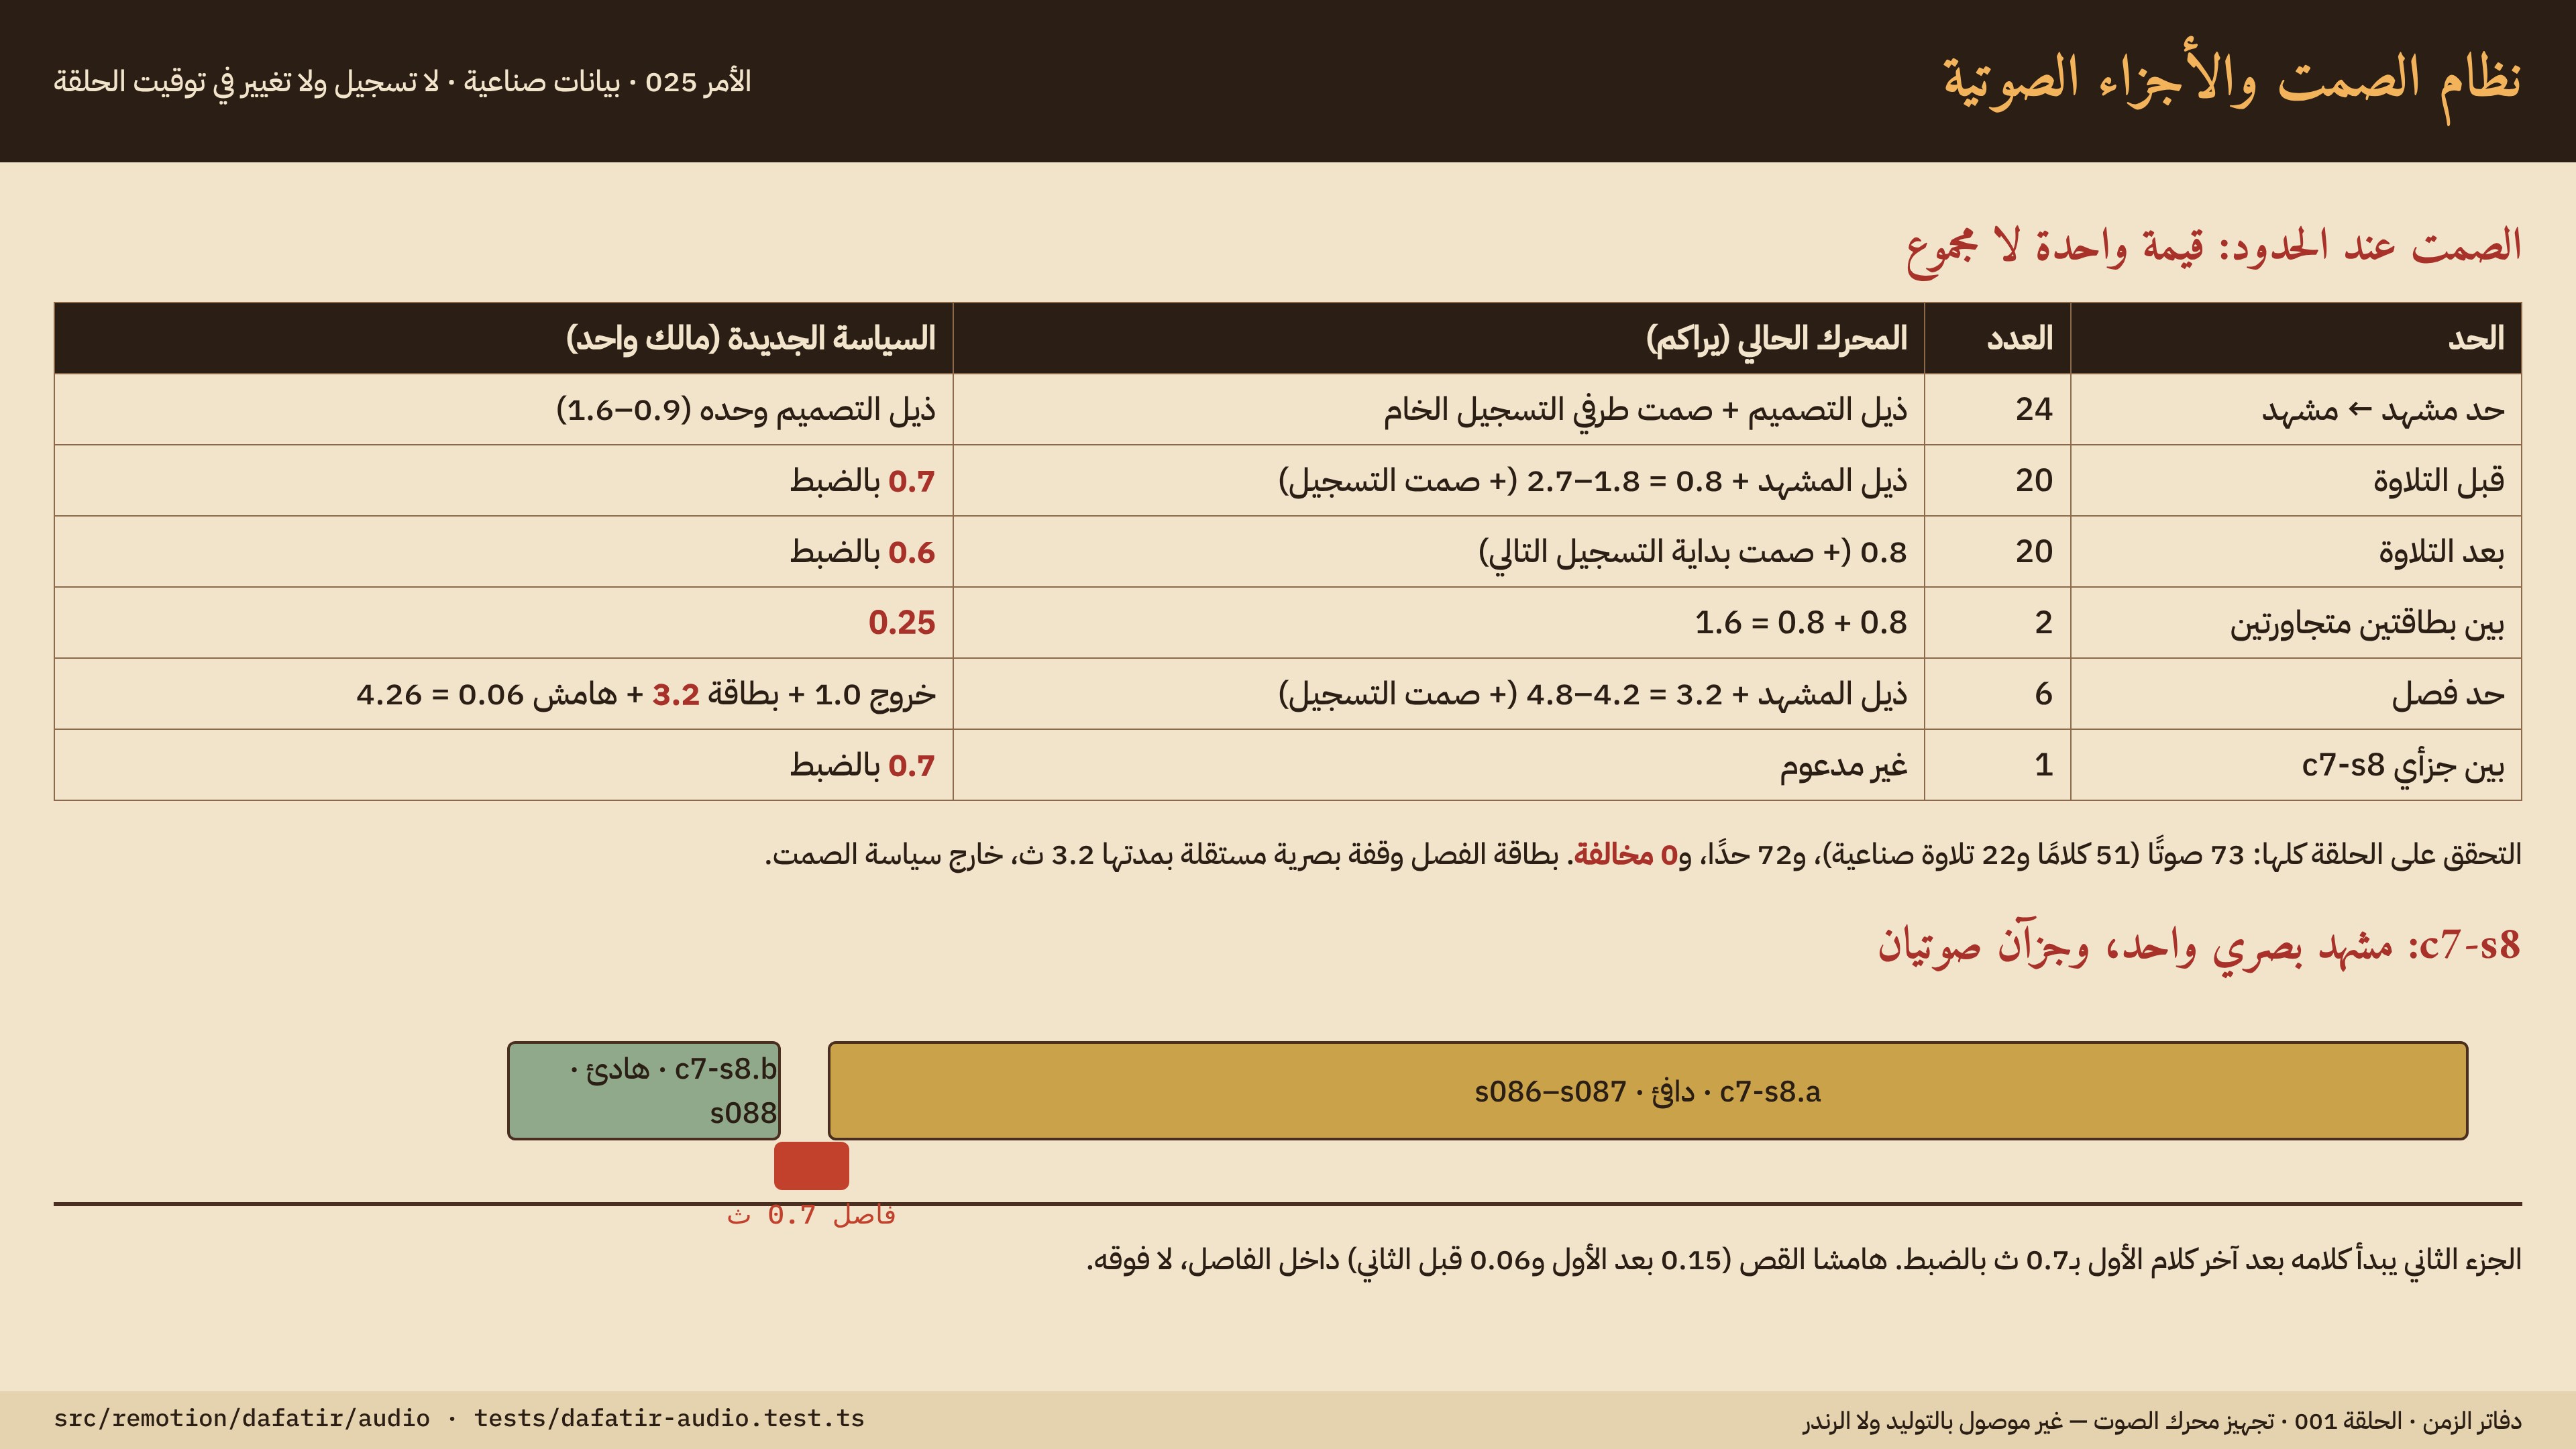 نظام الصمت والأجزاء الصوتية
الأمر 025 · بيانات صناعية · لا تسجيل ولا تغيير في توقيت الحلقة
الصمت عند الحدود: قيمة واحدة لا مجموع
الحد العدد المحرك الحالي (يراكم) السياسة الجديدة (مالك واحد)
حد مشهد ← مشهد 24 ذيل التصميم + صمت طرفي التسجيل الخام ذيل التصميم وحده (0.9–1.6)
قبل التلاوة 20 ذيل المشهد + 0.8 = 1.8–2.7 (+ صمت التسجيل) 0.7 بالضبط
بعد التلاوة 20 0.8 (+ صمت بداية التسجيل التالي) 0.6 بالضبط
بين بطاقتين متجاورتين 2 0.8 + 0.8 = 1.6 0.25
حد فصل 6 ذيل المشهد + 3.2 = 4.2–4.8 (+ صمت التسجيل) خروج 1.0 + بطاقة 3.2 + هامش 0.06 = 4.26
بين جزأي c7-s8 1 غير مدعوم 0.7 بالضبط
التحقق على الحلقة كلها: 73 صوتًا (51 كلامًا و22 تلاوة صناعية)، و72 حدًا، و0 مخالفة. بطاقة الفصل وقفة بصرية مستقلة بمدتها 3.2 ث، خارج سياسة الصمت.
c7-s8: مشهد بصري واحد، وجزآن صوتيان
c7-s8.a · دافئ · s086–s087
c7-s8.b · هادئ ·
s088
فاصل 0.7 ث
الجزء الثاني يبدأ كلامه بعد آخر كلام الأول بـ0.7 ث بالضبط. هامشا القص (0.15 بعد الأول و0.06 قبل الثاني) داخل الفاصل، لا فوقه.
دفاتر الزمن · الحلقة 001 · تجهيز محرك الصوت — غير موصول بالتوليد ولا الرندر
src/remotion/dafatir/audio · tests/dafatir-audio.test.ts